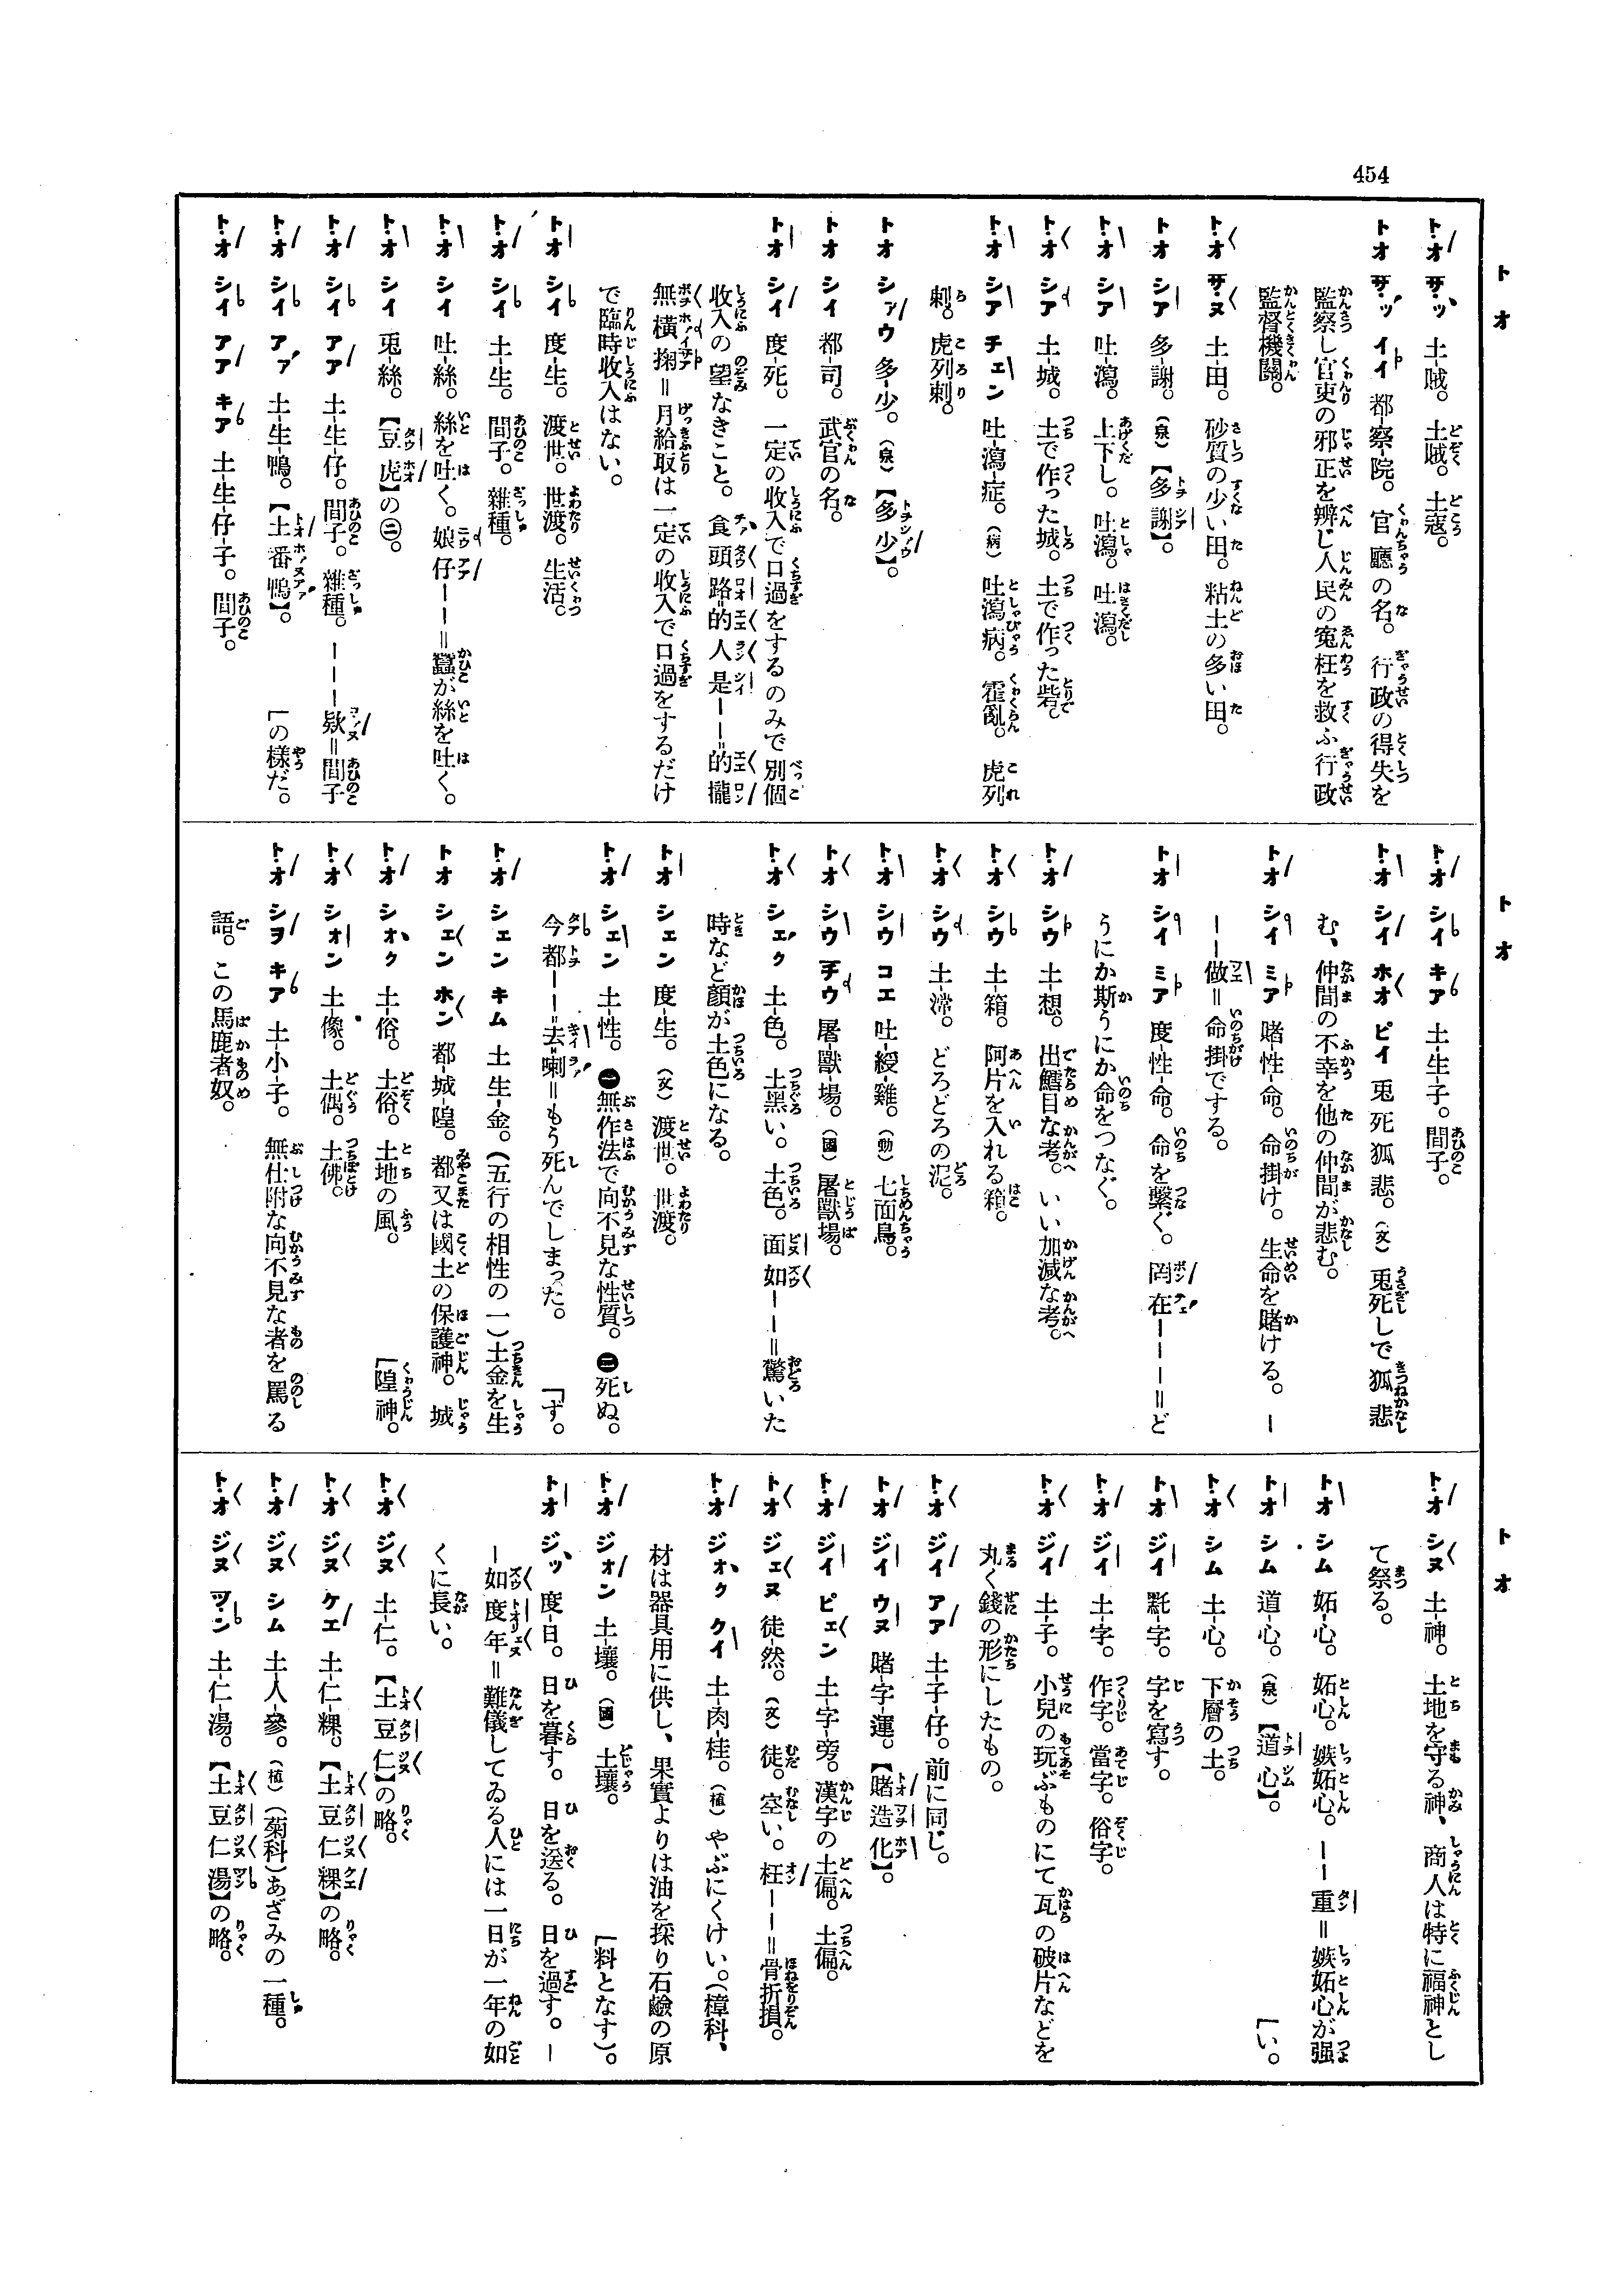 454
トオ
トオ サッ 土-賊。土賊。土寇。
トオ サッ イイ 都-察-院。官廳の名。行政の得失を
監察し官吏の邪正を辨じ人民の寃枉を救ふ行政
監督機關。
トオ サヌ 土-田。砂質の少い田。粘土の多い田。
トオ シア 多-謝。(泉)【多謝】。
トオ シア 吐-瀉。上下し。吐瀉。吐瀉。
トオ シア 土-城。土で作った城。土で作った砦。
トオ シア チェン 吐-瀉-症。(病)吐瀉病。霍亂。虎列
剌。虎列剌。
トオ シァウ 多-少。(泉)【多少】。
トオ シイ 都-司。武官の名。
トオ シイ 度-死。一定の收入で口過をするのみで別個
收入の望なきこと。食頭路=的人是ーー=的攏
無橫掬=月給取は一定の收入で口過をするだけ
で臨時收入はない。
トオ シイ 度-生。渡世。世渡。生活。
トオ シイ 土-生。間子。雜種。
トオ シイ 吐-絲。絲を吐く。娘仔ーー=蠶が絲を吐く。
トオ シイ 兎-絲。【豆虎】の㊁。
トオ シイ アア 土-生-仔。間子。雜種。ーーー欵=間子
トオ シイ アァ 土-生-鴨。【土番鴨】。 「の樣だ。
トオ シイ アア キア 土-生-仔-子。間子。
トオ
トオ シイ キア 土-生-子。間子。
トオ シイ ホオ ピイ 兎死狐悲。(文)兎死しで狐悲
む、仲間の不幸を他の仲間が悲む。
トオ シイ ミア 賭-性-命。命掛け。生命を賭ける。ー
ーー做=命掛でする。
トオ シイ ミア 度-性-命。命を繫ぐ。罔在ーーー=ど
うにか斯うにか命をつなぐ。
トオ シウ 土-想。出鱈目な考。いい加減な考。
トオ シウ 土-箱。阿片を入れる箱。
トオ シウ 土-㴿。どろどろの泥。
トオ シウ コエ 吐-綬-雞。(動)七面鳥。
トオ シウ チウ 屠-獸-場。(國)屠獸場。
トオ シェク 土-色。土黑い。土色。面如ーー=驚いた
時など顏が土色になる。
トオ シェン 度-生。(文)渡世。世渡。
トオ シェン 土-性。㊀無作法で向不見な性質。㊁死ぬ。
今都ーー=去=喇=もう死んでしまった。 「ず。
トオ シェン キム 土生-金。(五行の相性の一)土金を生
トオ シェン ホン 都-城-隍。都又は國土の保護神。城
トオ シオク 土-俗。土俗。土地の風。 「隍神。
トオ シオン 土-像。土偶。土佛。
トオ シヲ キア 土-小-子。無仕附な向不見な者を罵る
語。この馬鹿者奴。
トオ
トオ シヌ 土-神。土地を守る神、商人は特に福神とし
て祭る。
トオ シム 妬-心。妬心。嫉妬心。ーー重=嫉妬心が强
トオ シム 道-心。(泉)【道心】。 「い。
トオ シム 土-心。下層の土。
トオ ジイ 䣝-字。字を寫す。
トオ ジイ 土-字。作字。當字。俗字。
トオ ジイ 土-子。小兒の玩ぶものにて瓦の破片などを
丸く錢の形にしたもの。
トオ ジイ アア 土-子-仔。前に同じ。
トオ ジイ ウヌ 賭-字-運。【賭造化】。
トオ ジイ ピェン 土-字-旁。漢字の土偏。土偏。
トオ ジェヌ 徒-然。(文)徒。空い。枉ーー=骨折損。
トオ ジオク クイ 土-肉-桂。(植)やぶにくけい。(樟科、
材は器具用に供し、果實よりは油を採り石鹼の原
トオ ジオン 土-壤。(國)土壤。 「料となす)。
トオ ジッ 度-日。日を暮す。日を送る。日を過す。ー
ー如度年=難儀してゐる人には一日が一年の如
くに長い。
トオ ジヌ 土-仁。【土豆仁】の略。
トオ ジヌ ケエ 土-仁-粿。【土豆仁粿】の略。
トオ ジヌ シム 土-人-參。(植)(菊科)あざみの一種。
トオ ジヌ ツン 土-仁-湯。【土豆仁湯】の略。